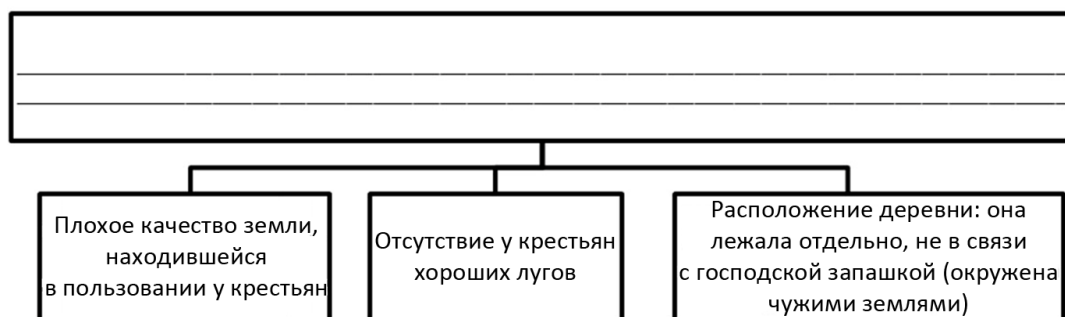 Плохое качество земли,
находившейся
в пользовании у крестьян
Отсутствие у крестьян
хороших лугов
Расположение деревни: она
лежала отдельно, не в связи
с господской запашкой (окружена
чужими землями)